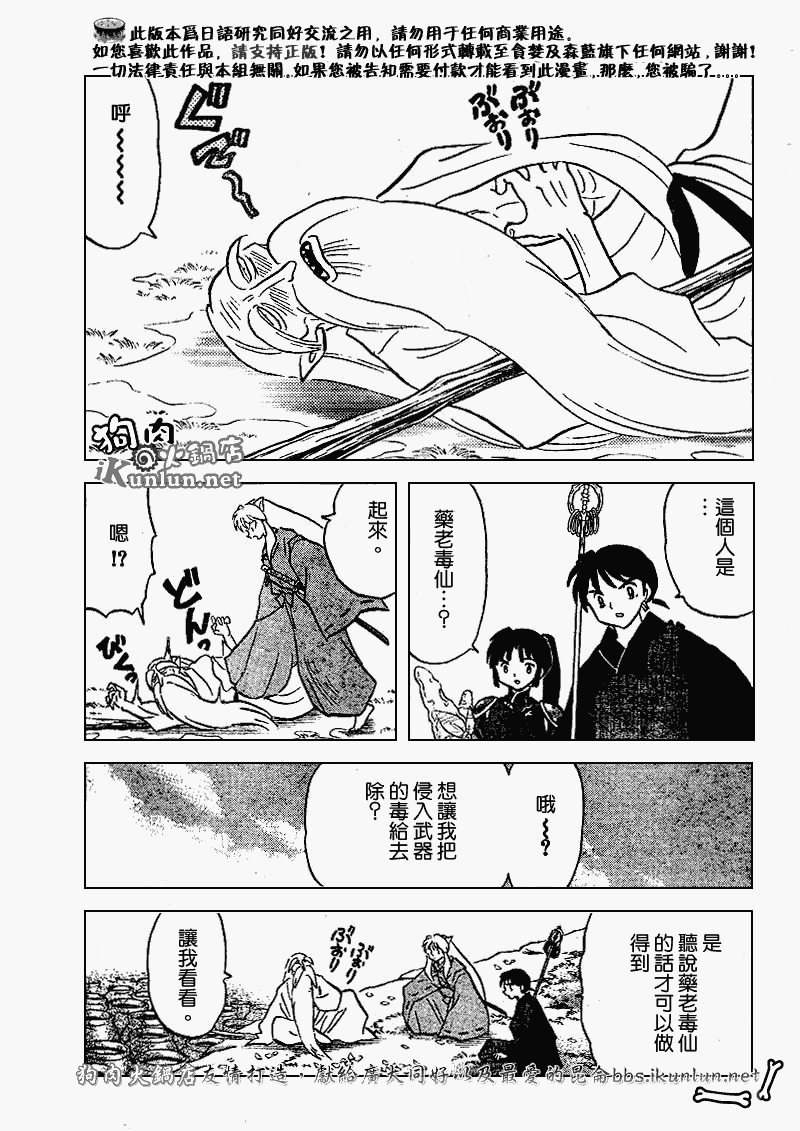 此版本爲日語研究同好交流之用，請勿用于任何商業用途。
如您喜歡此作品，請支持正版！請勿以任何形式轉載至貪婪及森藍旗下任何網站，謝謝！
一切法律責任與本組無關。如果您被告知需要付款才能看到此漫畫，那麼，您被騙了……
呼～～～～～
ぐで～
ぶおり
ぶおり
狗肉
火鍋店
iKunlun.net
這個人是…
藥老毒仙…？
起來。
嗯!?
どんっ
びくっ
哦～？
想讓我把
侵入武器
的毒給去
除？
是
聽說藥老毒仙
的話才可以做
得到
ぶおり
ぶおり
讓我看看。
狗肉火鍋店友情打造，獻給廣大同好以及最愛的昆侖bbs.ikunlun.net